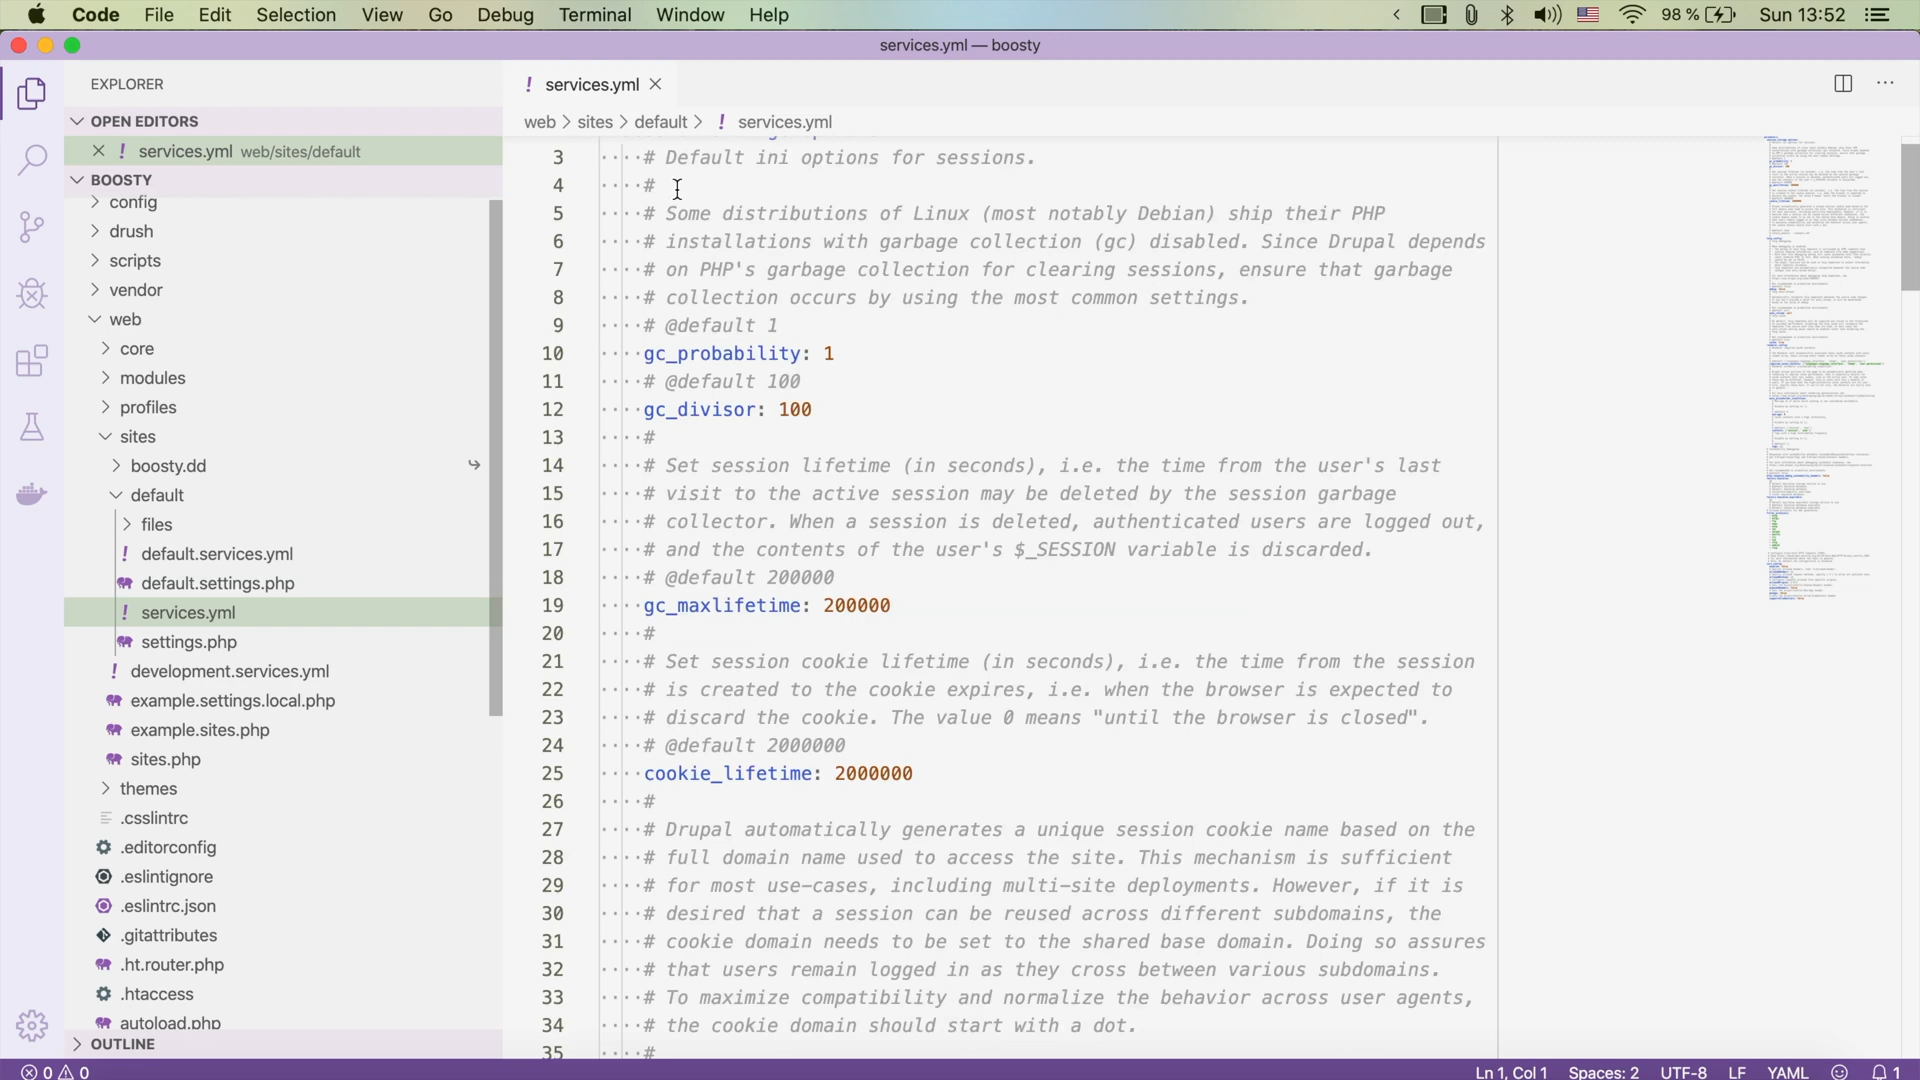 Code File Edit Selection View Go Debug Terminal Window Help 98 % Sun 13:52
services.yml — boosty
EXPLORER
OPEN EDITORS
services.yml web/sites/default
BOOSTY
config
drush
scripts
vendor
web
core
modules
profiles
sites
boosty.dd
default
files
default.services.yml
default.settings.php
services.yml
settings.php
development.services.yml
example.settings.local.php
example.sites.php
sites.php
themes
.csslintrc
.editorconfig
.eslintignore
.eslintrc.json
.gitattributes
.ht.router.php
.htaccess
autoload.php
OUTLINE
! services.yml
web > sites > default > ! services.yml
3 # Default ini options for sessions.
4 #
5 # Some distributions of Linux (most notably Debian) ship their PHP
6 # installations with garbage collection (gc) disabled. Since Drupal depends
7 # on PHP's garbage collection for clearing sessions, ensure that garbage
8 # collection occurs by using the most common settings.
9 # @default 1
10 gc_probability: 1
11 # @default 100
12 gc_divisor: 100
13 #
14 # Set session lifetime (in seconds), i.e. the time from the user's last
15 # visit to the active session may be deleted by the session garbage
16 # collector. When a session is deleted, authenticated users are logged out,
17 # and the contents of the user's $_SESSION variable is discarded.
18 # @default 200000
19 gc_maxlifetime: 200000
20 #
21 # Set session cookie lifetime (in seconds), i.e. the time from the session
22 # is created to the cookie expires, i.e. when the browser is expected to
23 # discard the cookie. The value 0 means "until the browser is closed".
24 # @default 2000000
25 cookie_lifetime: 2000000
26 #
27 # Drupal automatically generates a unique session cookie name based on the
28 # full domain name used to access the site. This mechanism is sufficient
29 # for most use-cases, including multi-site deployments. However, if it is
30 # desired that a session can be reused across different subdomains, the
31 # cookie domain needs to be set to the shared base domain. Doing so assures
32 # that users remain logged in as they cross between various subdomains.
33 # To maximize compatibility and normalize the behavior across user agents,
34 # the cookie domain should start with a dot.
35 #
0 0 Ln 1, Col 1 Spaces: 2 UTF-8 LF YAML 1